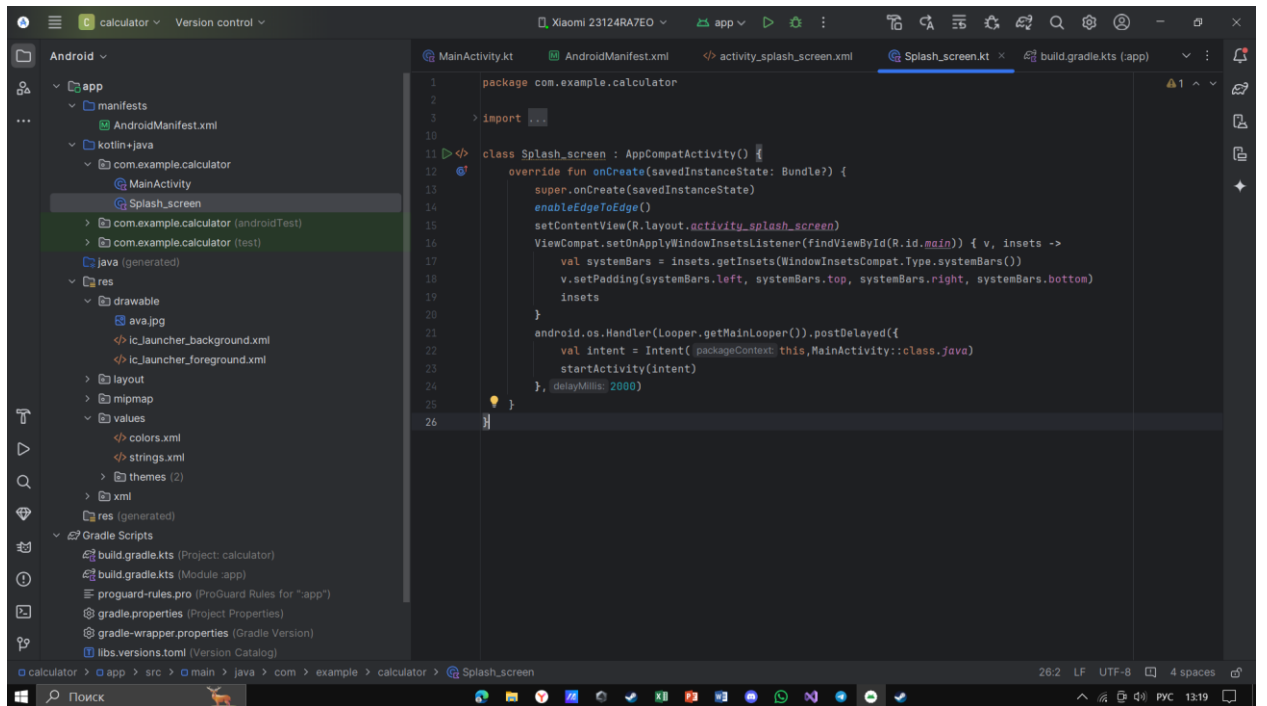 C calculator Version control Xiaomi 23124RA7EO app
Android
MainActivity.kt AndroidManifest.xml activity_splash_screen.xml Splash_screen.kt build.gradle.kts (:app)
app
manifests
AndroidManifest.xml
kotlin+java
com.example.calculator
MainActivity
Splash_screen
com.example.calculator (androidTest)
com.example.calculator (test)
java (generated)
res
drawable
ava.jpg
ic_launcher_background.xml
ic_launcher_foreground.xml
layout
mipmap
values
colors.xml
strings.xml
themes (2)
xml
res (generated)
Gradle Scripts
build.gradle.kts (Project: calculator)
build.gradle.kts (Module :app)
proguard-rules.pro (ProGuard Rules for ":app")
gradle.properties (Project Properties)
gradle-wrapper.properties (Gradle Version)
libs.versions.toml (Version Catalog)
1 package com.example.calculator 1
2
3 import ...
10
11 class Splash_screen : AppCompatActivity() {
12 override fun onCreate(savedInstanceState: Bundle?) {
13 super.onCreate(savedInstanceState)
14 enableEdgeToEdge()
15 setContentView(R.layout.activity_splash_screen)
16 ViewCompat.setOnApplyWindowInsetsListener(findViewById(R.id.main)) { v, insets ->
17 val systemBars = insets.getInsets(WindowInsetsCompat.Type.systemBars())
18 v.setPadding(systemBars.left, systemBars.top, systemBars.right, systemBars.bottom)
19 insets
20 }
21 android.os.Handler(Looper.getMainLooper()).postDelayed({
22 val intent = Intent( packageContext: this,MainActivity::class.java)
23 startActivity(intent)
24 }, delayMillis: 2000)
25 }
26 }
calculator > app > src > main > java > com > example > calculator > Splash_screen 26:2 LF UTF-8 4 spaces
Поиск РУС 13:19